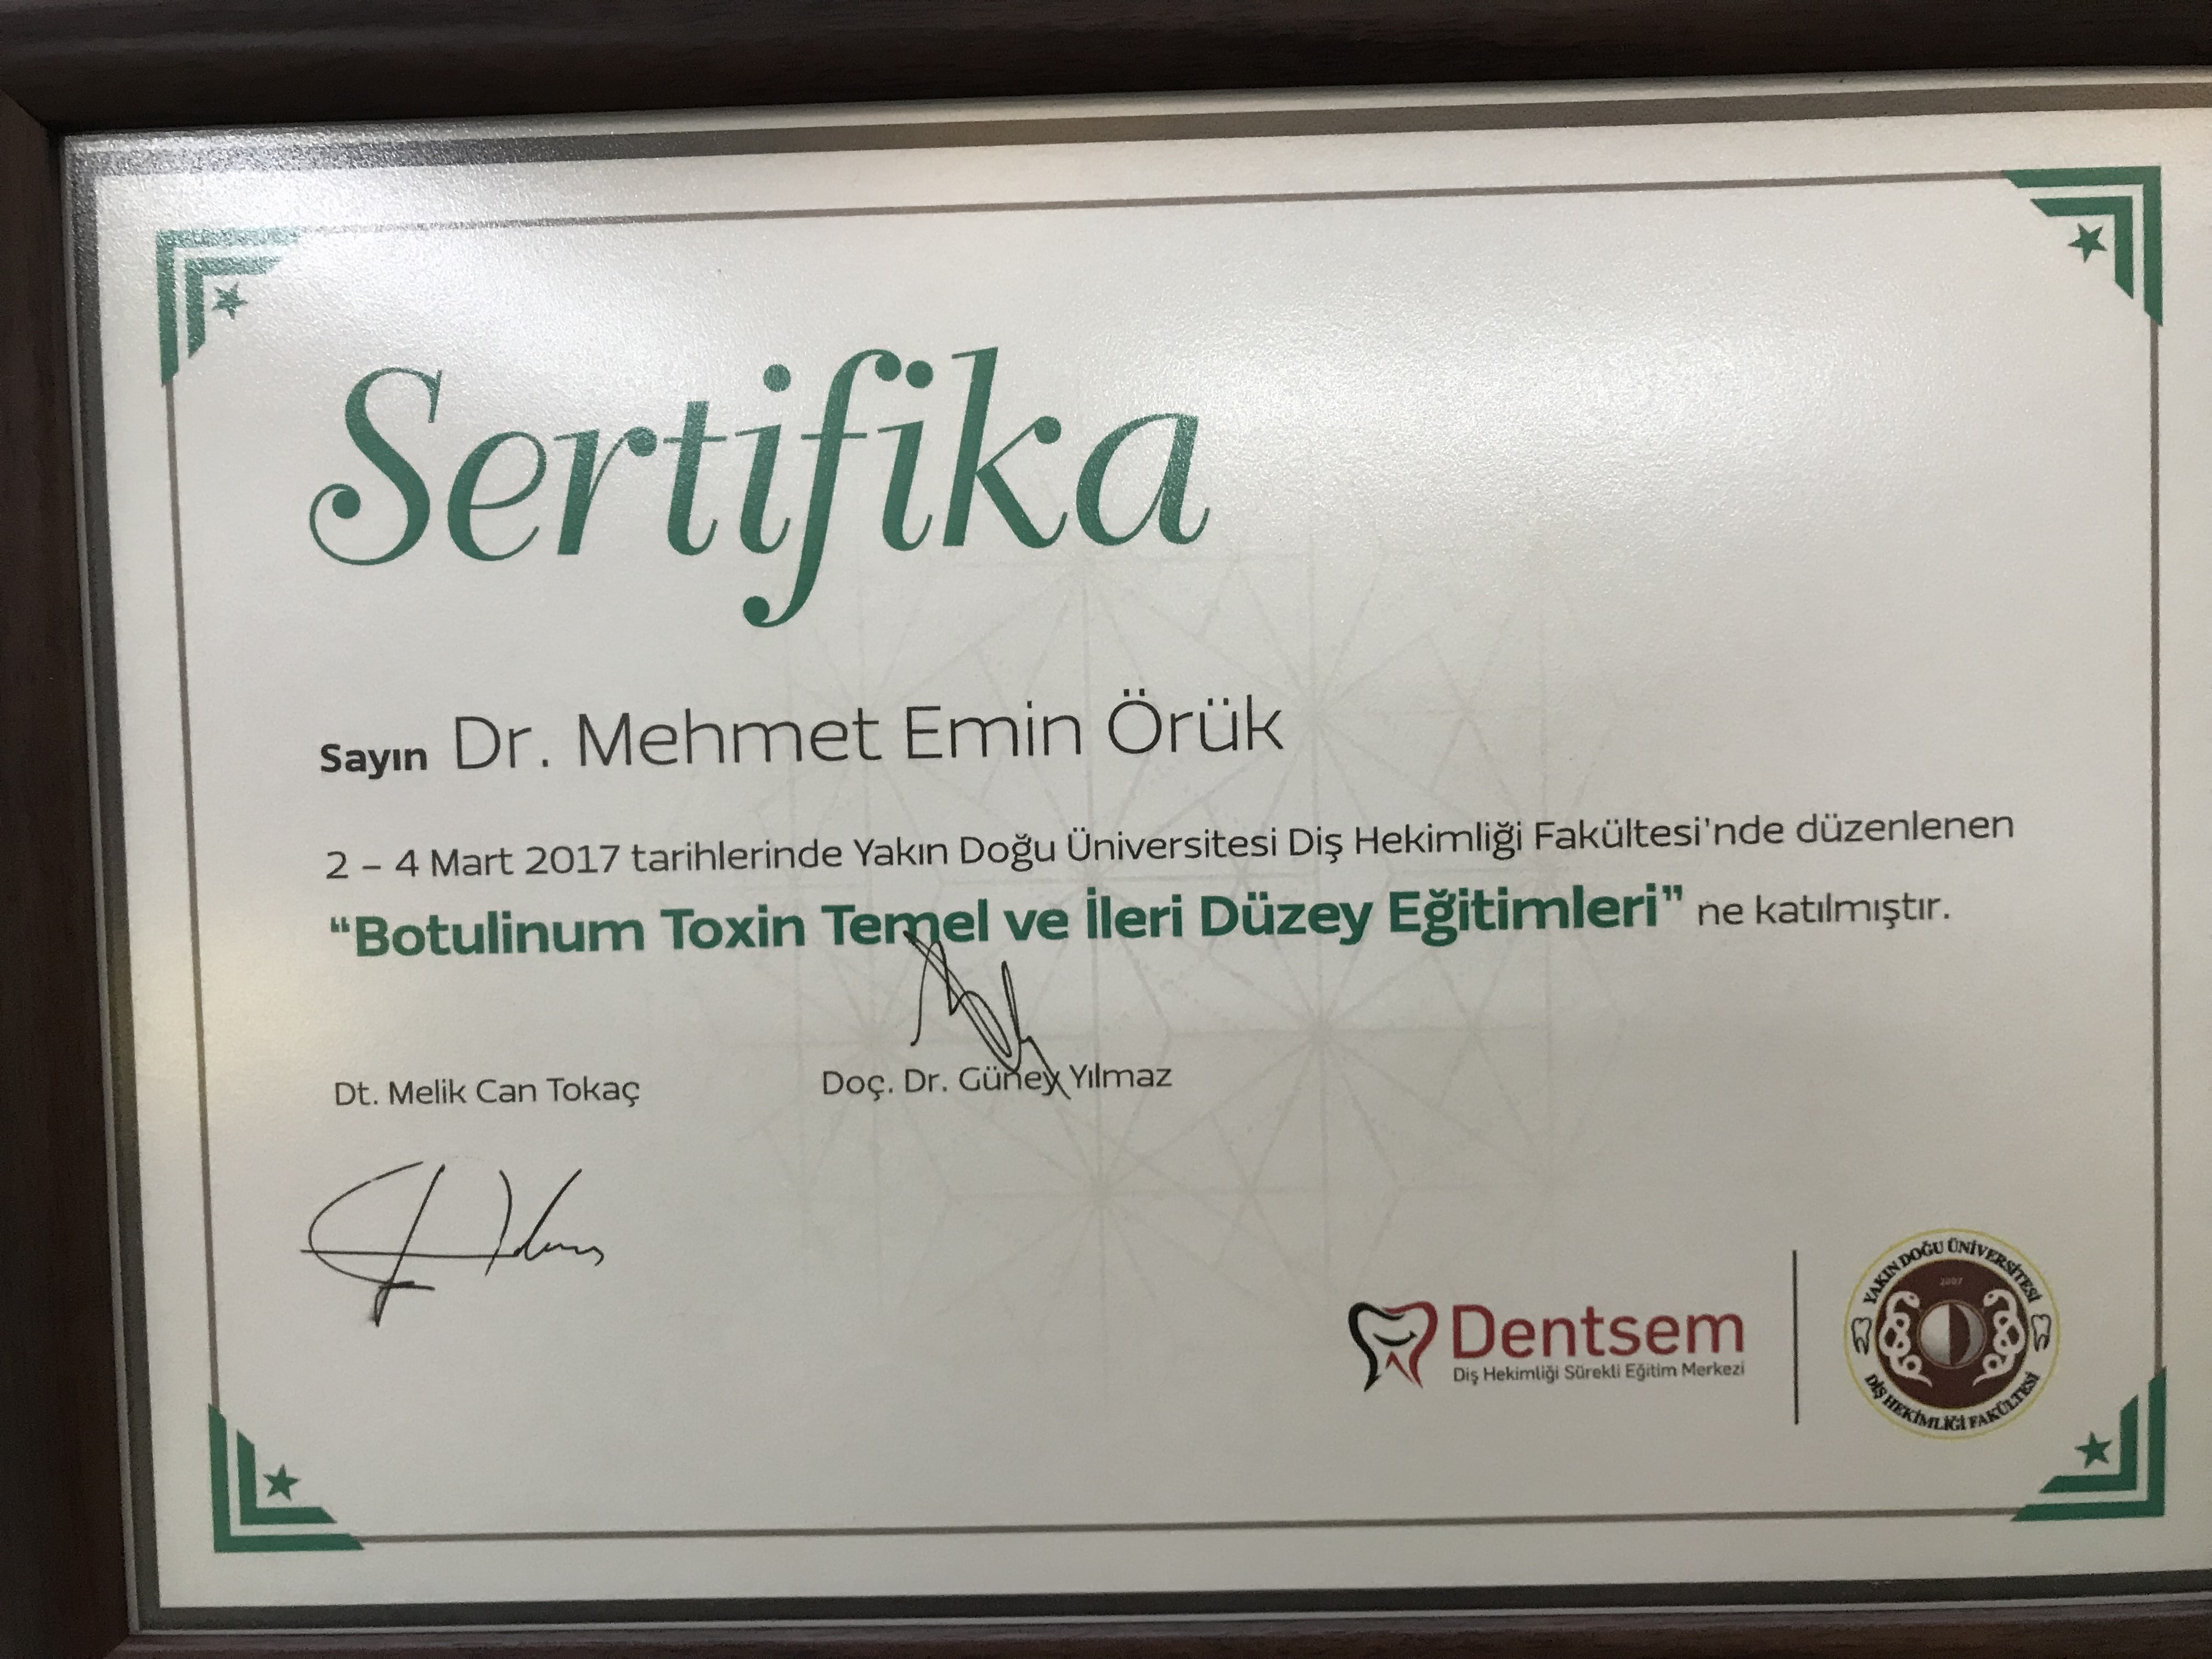 Sertifika
Sayın Dr. Mehmet Emin Örük
2 – 4 Mart 2017 tarihlerinde Yakın Doğu Üniversitesi Diş Hekimliği Fakültesi'nde düzenlenen
“Botulinum Toxin Temel ve İleri Düzey Eğitimleri” ne katılmıştır.
Dt. Melik Can Tokaç
Doç. Dr. Güney Yılmaz
Dentsem
Diş Hekimliği Sürekli Eğitim Merkezi
YAKIN DOĞU ÜNİVERSİTESİ
2007
DİŞ HEKİMLİĞİ FAKÜLTESİ